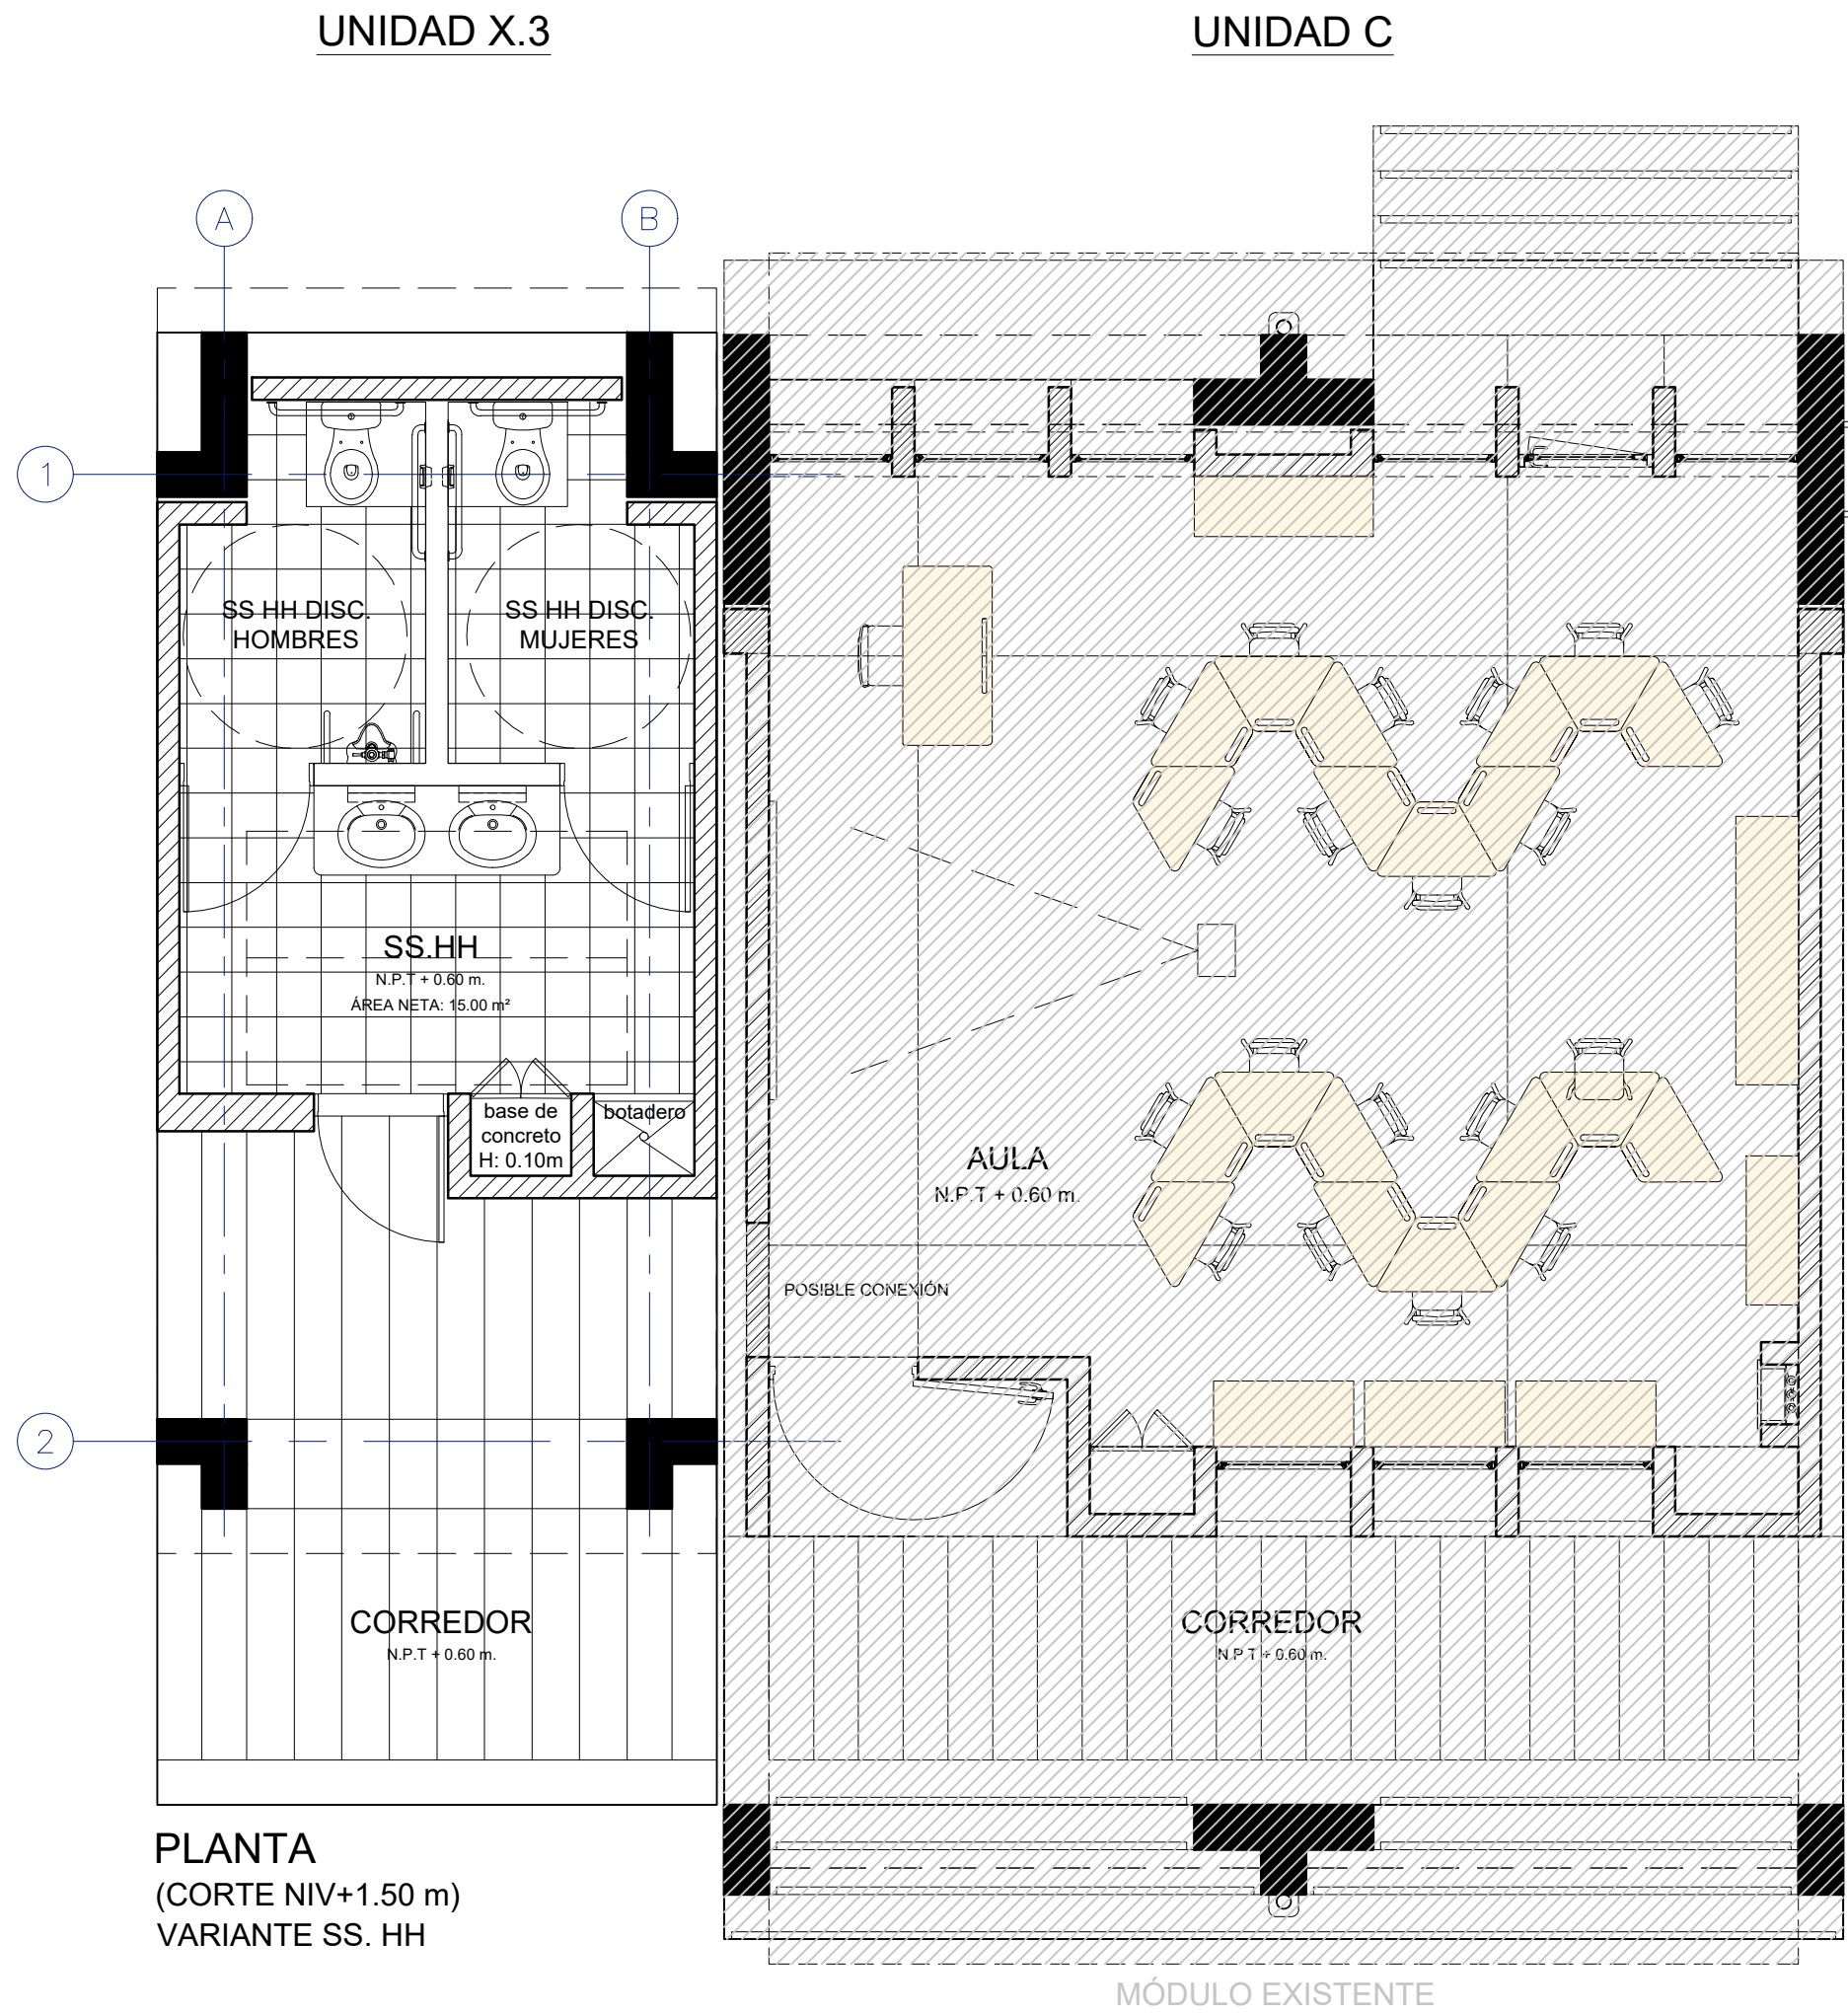 UNIDAD X.3
UNIDAD C
A
B
1
SS HH DISC.
HOMBRES
SS HH DISC.
MUJERES
SS.HH
N.P.T + 0.60 m.
ÁREA NETA: 15.00 m²
base de
concreto
H: 0.10m
botadero
AULA
N.P.T + 0.60 m.
POSIBLE CONEXIÓN
2
CORREDOR
N.P.T + 0.60 m.
CORREDOR
N.P.T + 0.60 m.
PLANTA
(CORTE NIV+1.50 m)
VARIANTE SS. HH
MÓDULO EXISTENTE